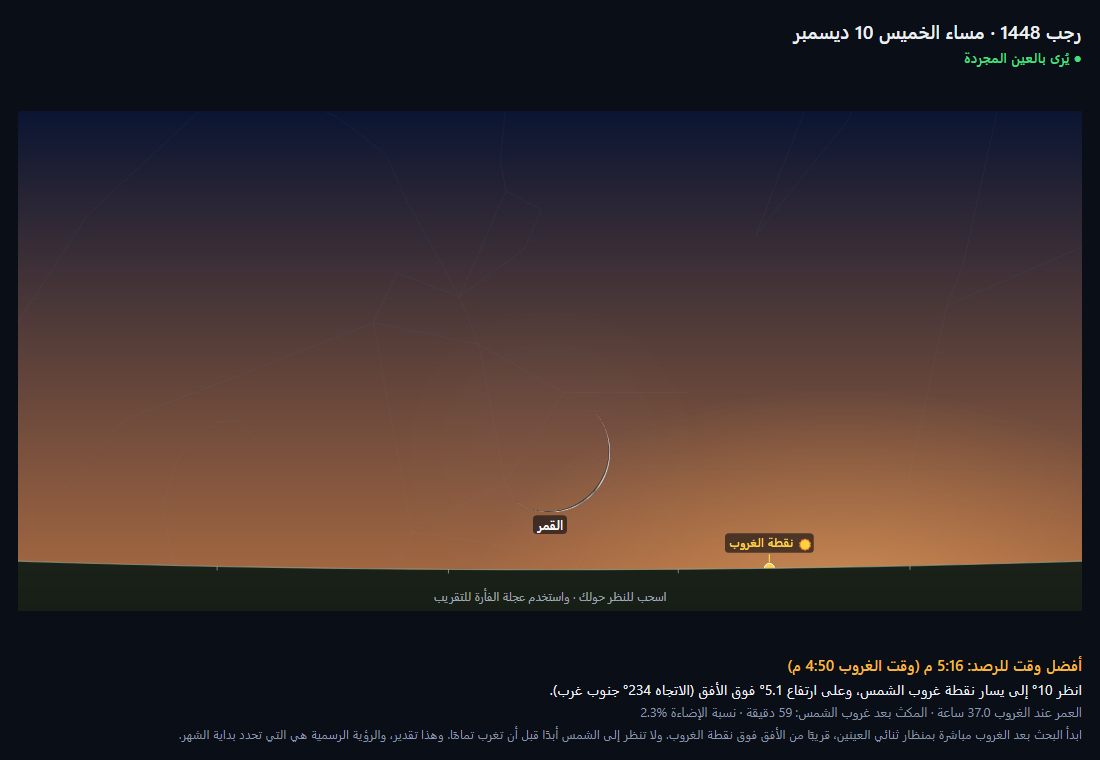 رجب 1448 · مساء الخميس 10 ديسمبر
● يُرى بالعين المجردة
القمر
نقطة الغروب
اسحب للنظر حولك · واستخدم عجلة الفأرة للتقريب
أفضل وقت للرصد: 5:16 م (وقت الغروب 4:50 م)
انظر 10° إلى يسار نقطة غروب الشمس، وعلى ارتفاع 5.1° فوق الأفق (الاتجاه 234° جنوب غرب).
العمر عند الغروب 37.0 ساعة · المكث بعد غروب الشمس: 59 دقيقة · نسبة الإضاءة 2.3%
ابدأ البحث بعد الغروب مباشرة بمنظار ثنائي العينين، قريبًا من الأفق فوق نقطة الغروب. ولا تنظر إلى الشمس أبدًا قبل أن تغرب تمامًا. وهذا تقدير، والرؤية الرسمية هي التي تحدد بداية الشهر.